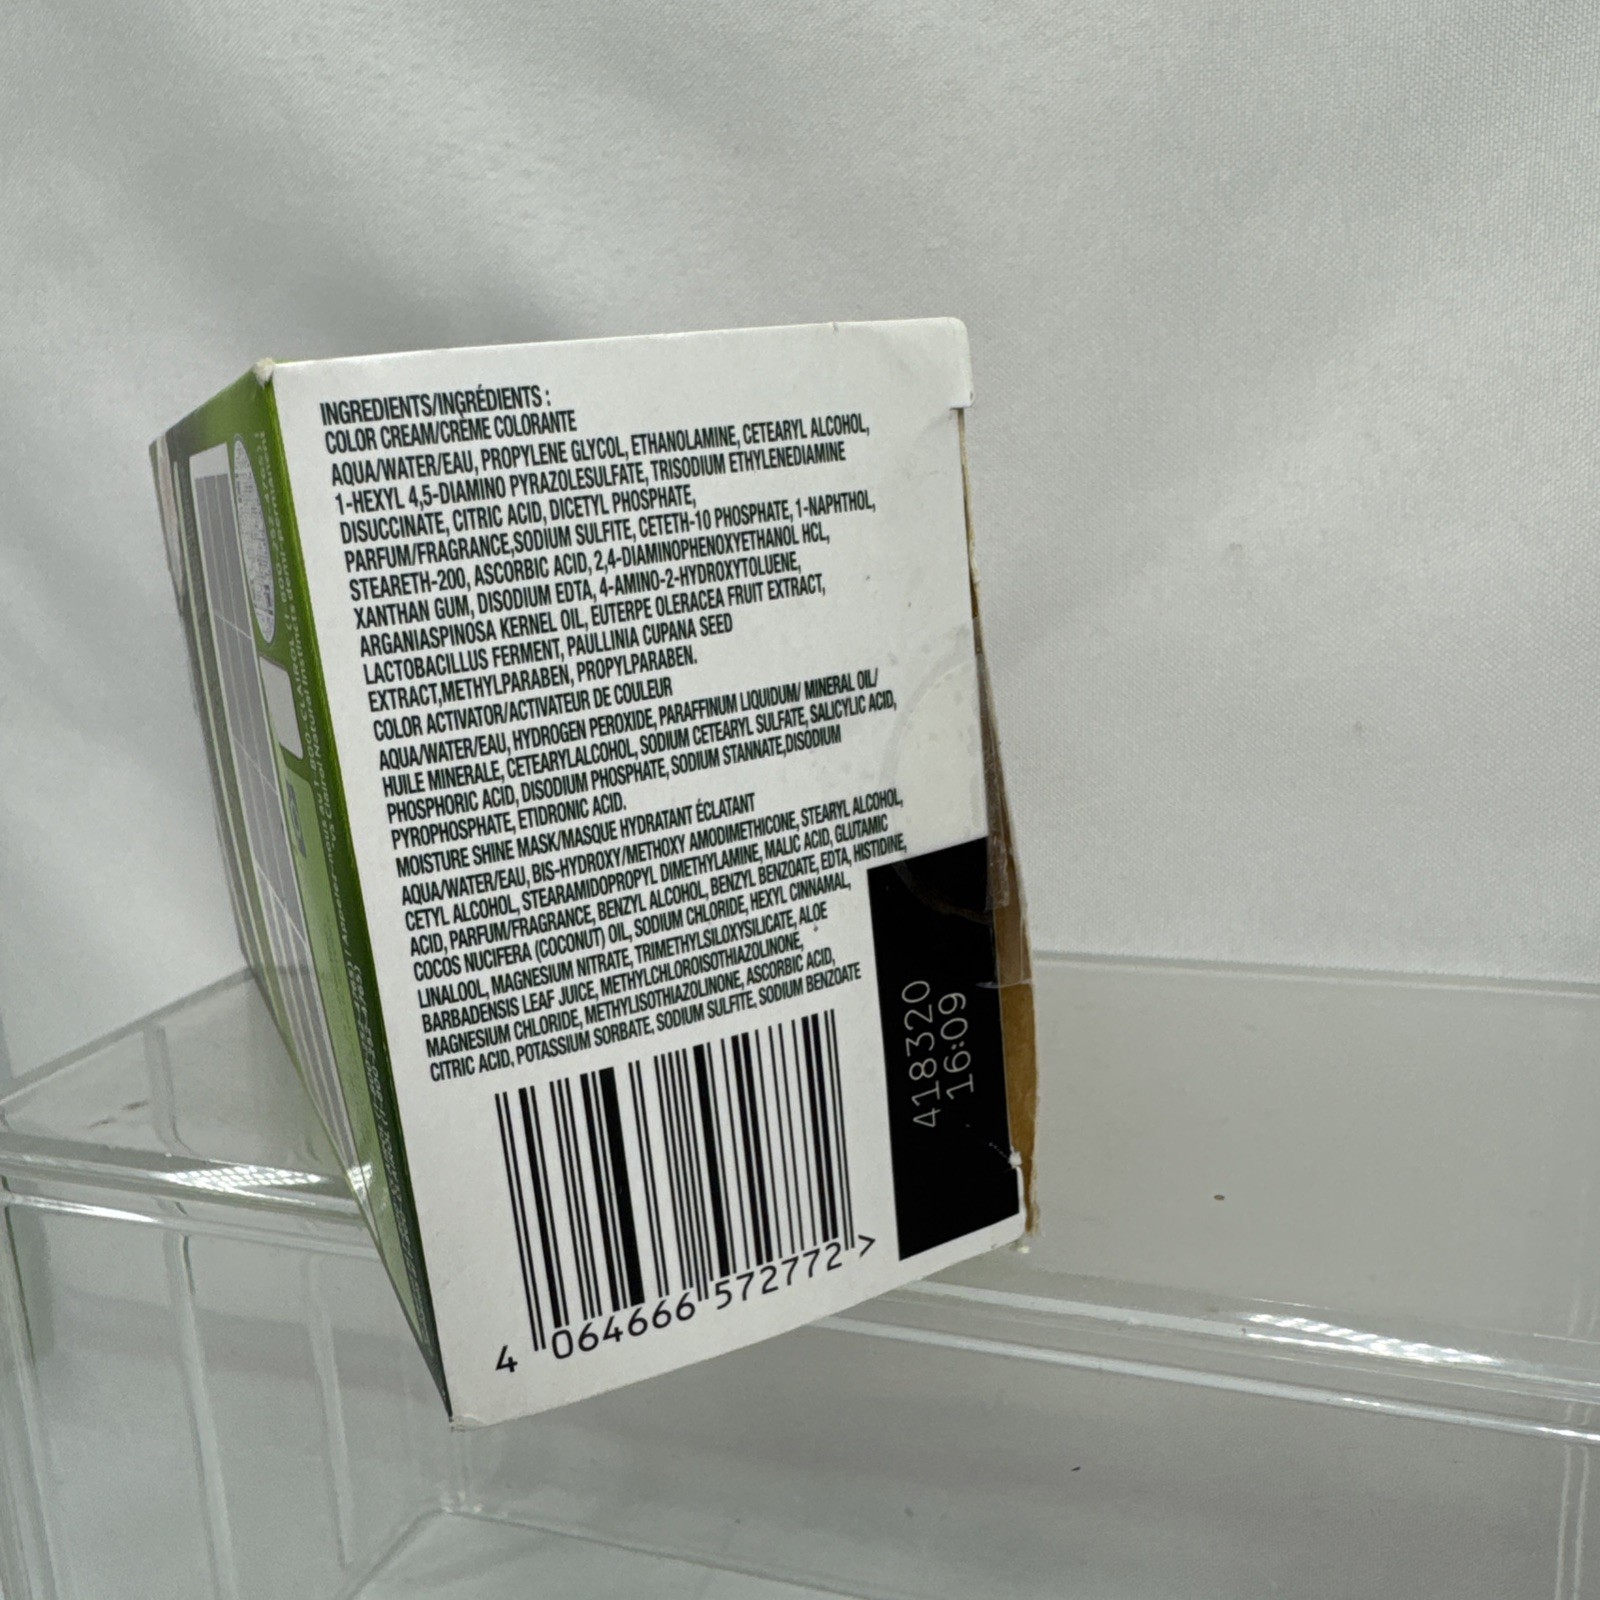 INGREDIENTS/INGRÉDIENTS :
COLOR CREAM/CRÈME COLORANTE
AQUA/WATER/EAU, PROPYLENE GLYCOL, ETHANOLAMINE, CETEARYL ALCOHOL,
1-HEXYL 4,5-DIAMINO PYRAZOLESULFATE, TRISODIUM ETHYLENEDIAMINE
DISUCCINATE, CITRIC ACID, DICETYL PHOSPHATE,
PARFUM/FRAGRANCE,SODIUM SULFITE, CETETH-10 PHOSPHATE, 1-NAPHTHOL,
STEARETH-200, ASCORBIC ACID, 2,4-DIAMINOPHENOXYETHANOL HCL,
XANTHAN GUM, DISODIUM EDTA, 4-AMINO-2-HYDROXYTOLUENE,
ARGANIASPINOSA KERNEL OIL, EUTERPE OLERACEA FRUIT EXTRACT,
LACTOBACILLUS FERMENT, PAULLINIA CUPANA SEED
EXTRACT,METHYLPARABEN, PROPYLPARABEN.
COLOR ACTIVATOR/ACTIVATEUR DE COULEUR
AQUA/WATER/EAU, HYDROGEN PEROXIDE, PARAFFINUM LIQUIDUM/ MINERAL OIL/
HUILE MINERALE, CETEARYLALCOHOL, SODIUM CETEARYL SULFATE, SALICYLIC ACID,
PHOSPHORIC ACID, DISODIUM PHOSPHATE, SODIUM STANNATE,DISODIUM
PYROPHOSPHATE, ETIDRONIC ACID.
MOISTURE SHINE MASK/MASQUE HYDRATANT ÉCLATANT
AQUA/WATER/EAU, BIS-HYDROXY/METHOXY AMODIMETHICONE, STEARYL ALCOHOL,
CETYL ALCOHOL, STEARAMIDOPROPYL DIMETHYLAMINE, MALIC ACID, GLUTAMIC
ACID, PARFUM/FRAGRANCE, BENZYL ALCOHOL, BENZYL BENZOATE, EDTA, HISTIDINE,
COCOS NUCIFERA (COCONUT) OIL, SODIUM CHLORIDE, HEXYL CINNAMAL,
LINALOOL, MAGNESIUM NITRATE, TRIMETHYLSILOXYSILICATE, ALOE
BARBADENSIS LEAF JUICE, METHYLCHLOROISOTHIAZOLINONE,
MAGNESIUM CHLORIDE, METHYLISOTHIAZOLINONE, ASCORBIC ACID,
CITRIC ACID, POTASSIUM SORBATE, SODIUM SULFITE, SODIUM BENZOATE
418320
16:09
4 064666 572772 >